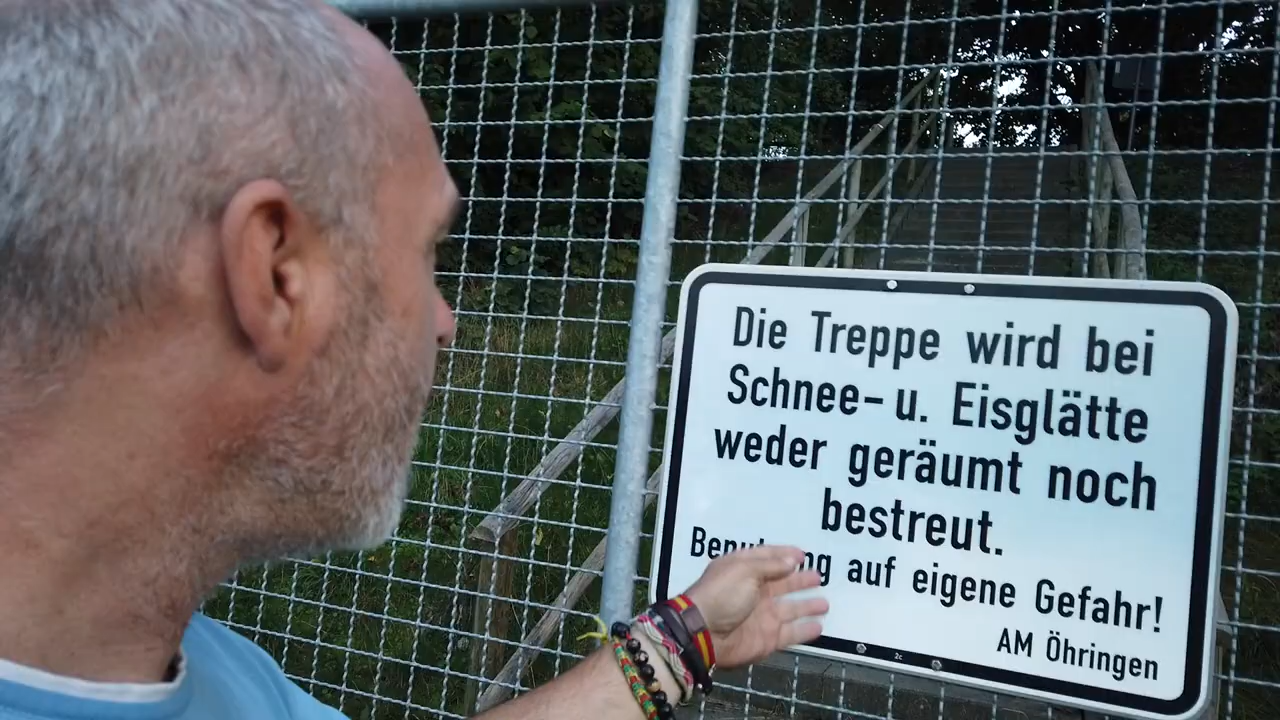 Die Treppe wird bei
Schnee- u. Eisglätte
weder geräumt noch
bestreut.
auf eigene Gefahr!
AM Öhringen